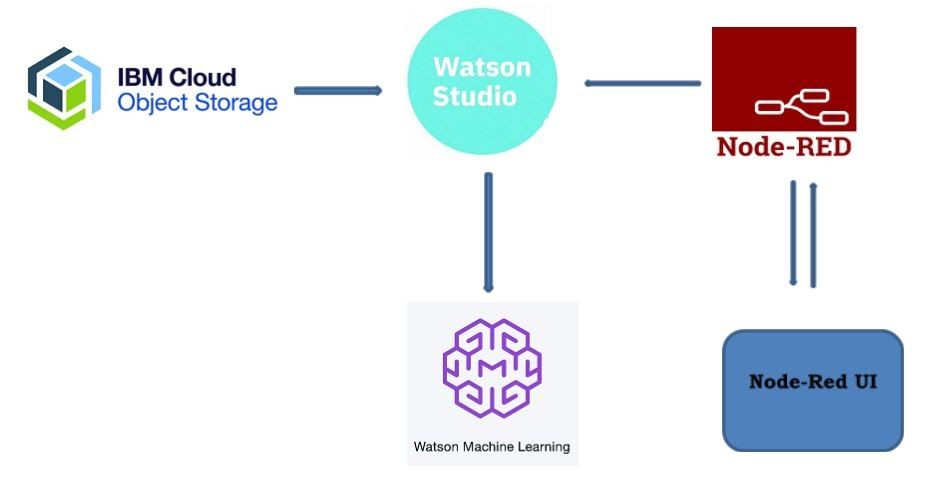 IBM Cloud
Object Storage
Watson
Studio
Node-RED
Watson Machine Learning
Node-Red UI